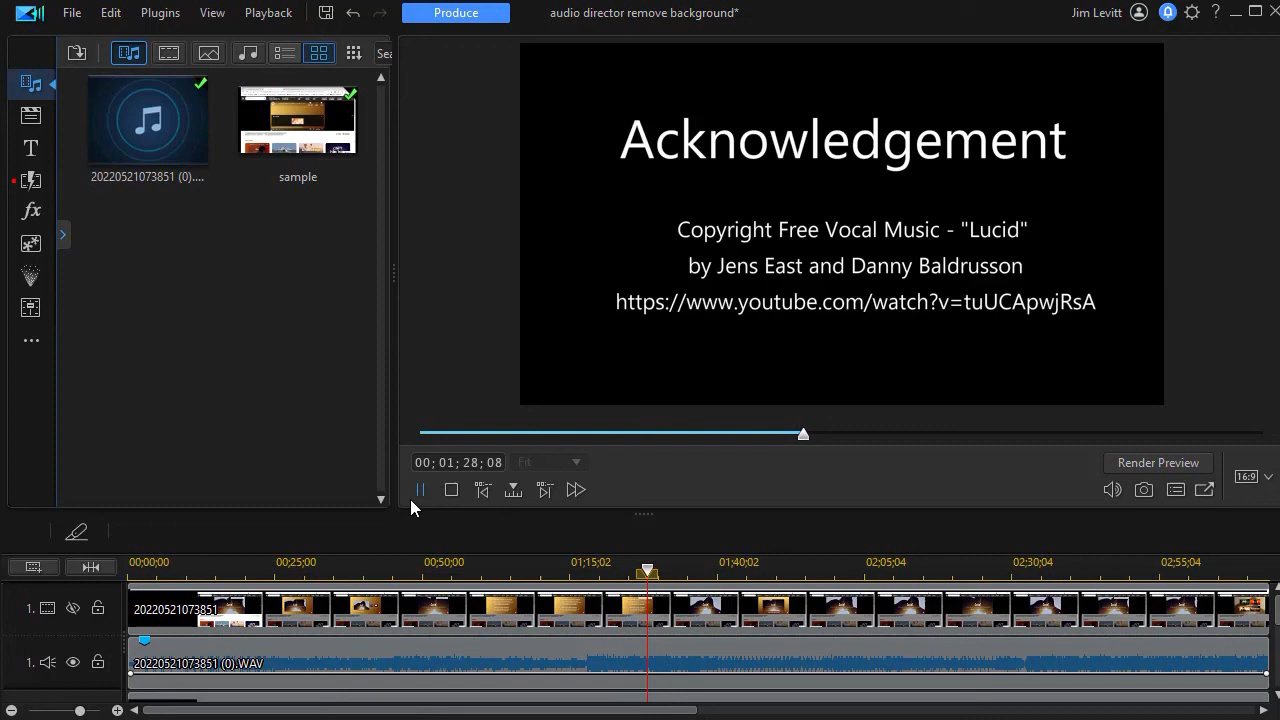 File Edit Plugins View Playback Produce audio director remove background* Jim Levitt ?
Sea
20220521073851 (0)....
sample
T
fx
Acknowledgement
Copyright Free Vocal Music - "Lucid"
by Jens East and Danny Baldrusson
https://www.youtube.com/watch?v=tuUCApwjRsA
00; 01; 28; 08 Fit Render Preview
16:9
00;00;00 00;25;00 00;50;00 01;15;02 01;40;02 02;05;04 02;30;04 02;55;04
1. 20220521073851
1. 20220521073851 (0).WAV